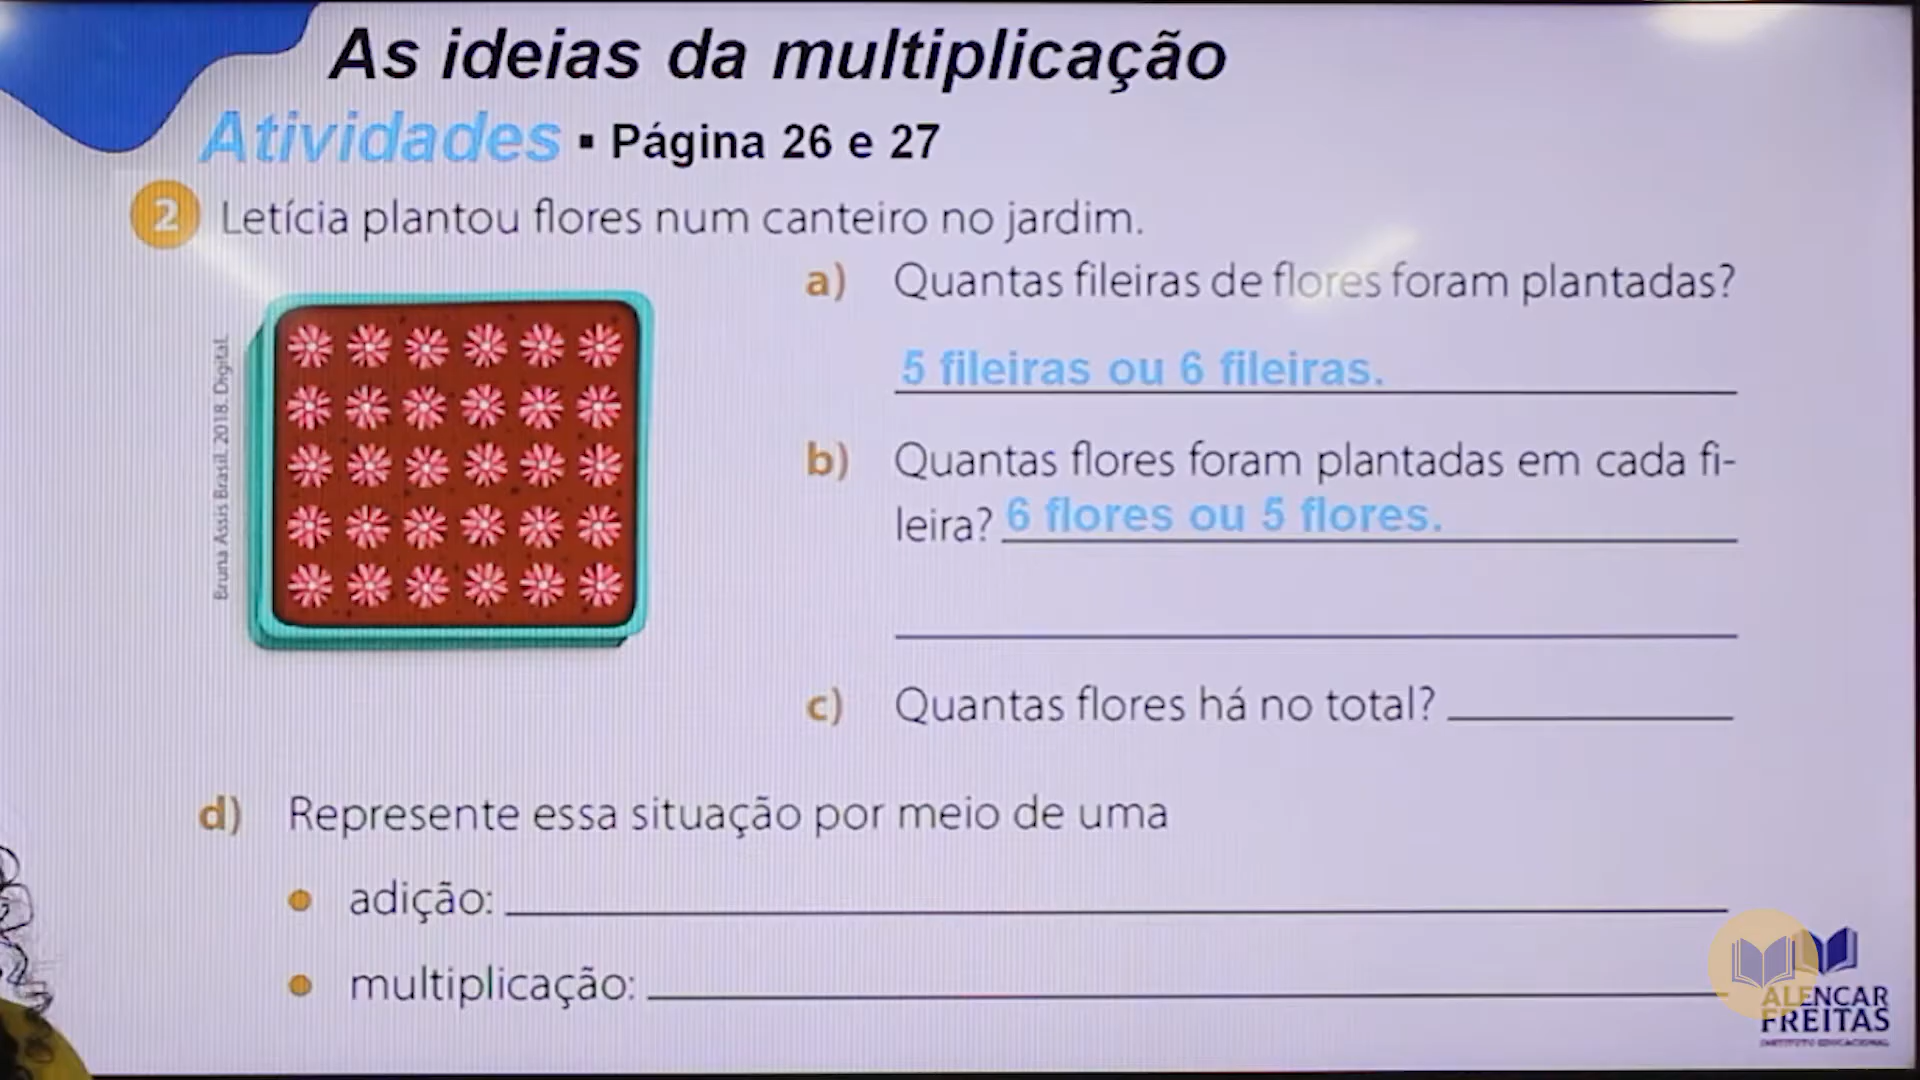 As ideias da multiplicação
Atividades ▪ Página 26 e 27
2 Letícia plantou flores num canteiro no jardim.
Bruna Assis Brasil. 2018. Digital.
a) Quantas fileiras de flores foram plantadas?
5 fileiras ou 6 fileiras.
b) Quantas flores foram plantadas em cada fi-
leira? 6 flores ou 5 flores.
c) Quantas flores há no total?
d) Represente essa situação por meio de uma
• adição:
• multiplicação:
ALENCAR
FREITAS
INSTITUTO EDUCACIONAL